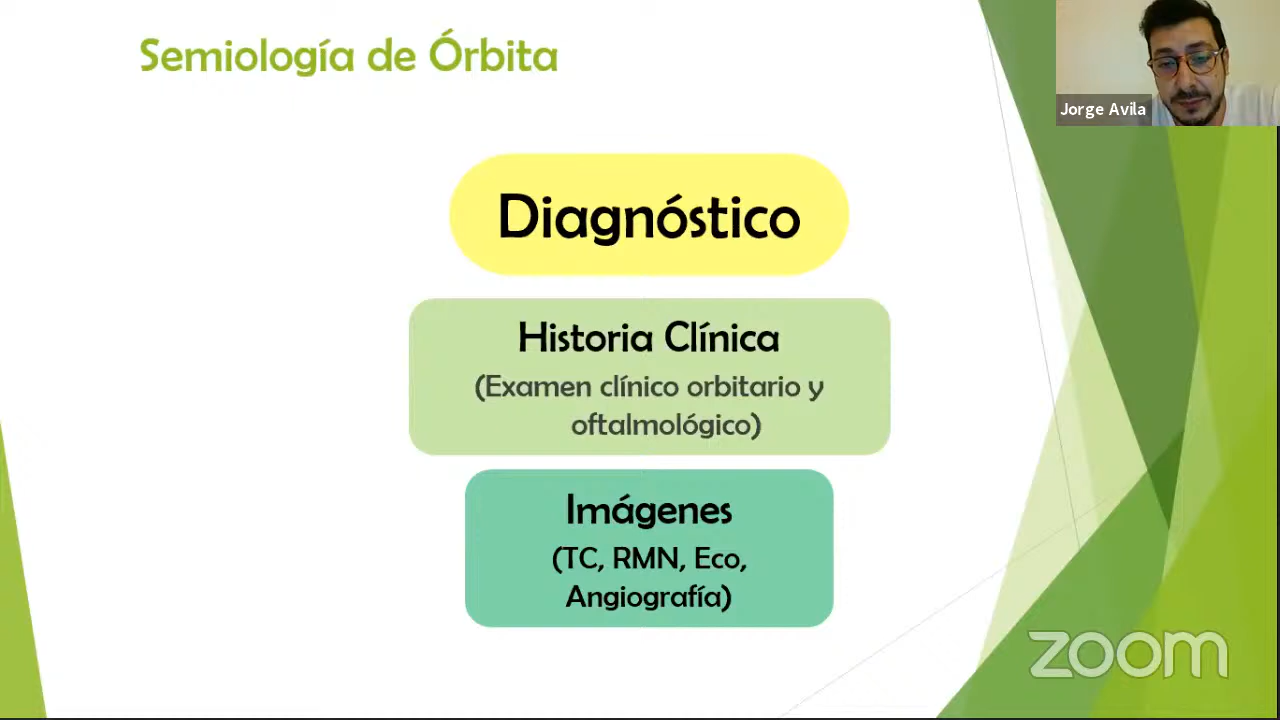 Semiología de Órbita
Jorge Avila
Diagnóstico
Historia Clínica
(Examen clínico orbitario y
oftalmológico)
Imágenes
(TC, RMN, Eco,
Angiografía)
zoom